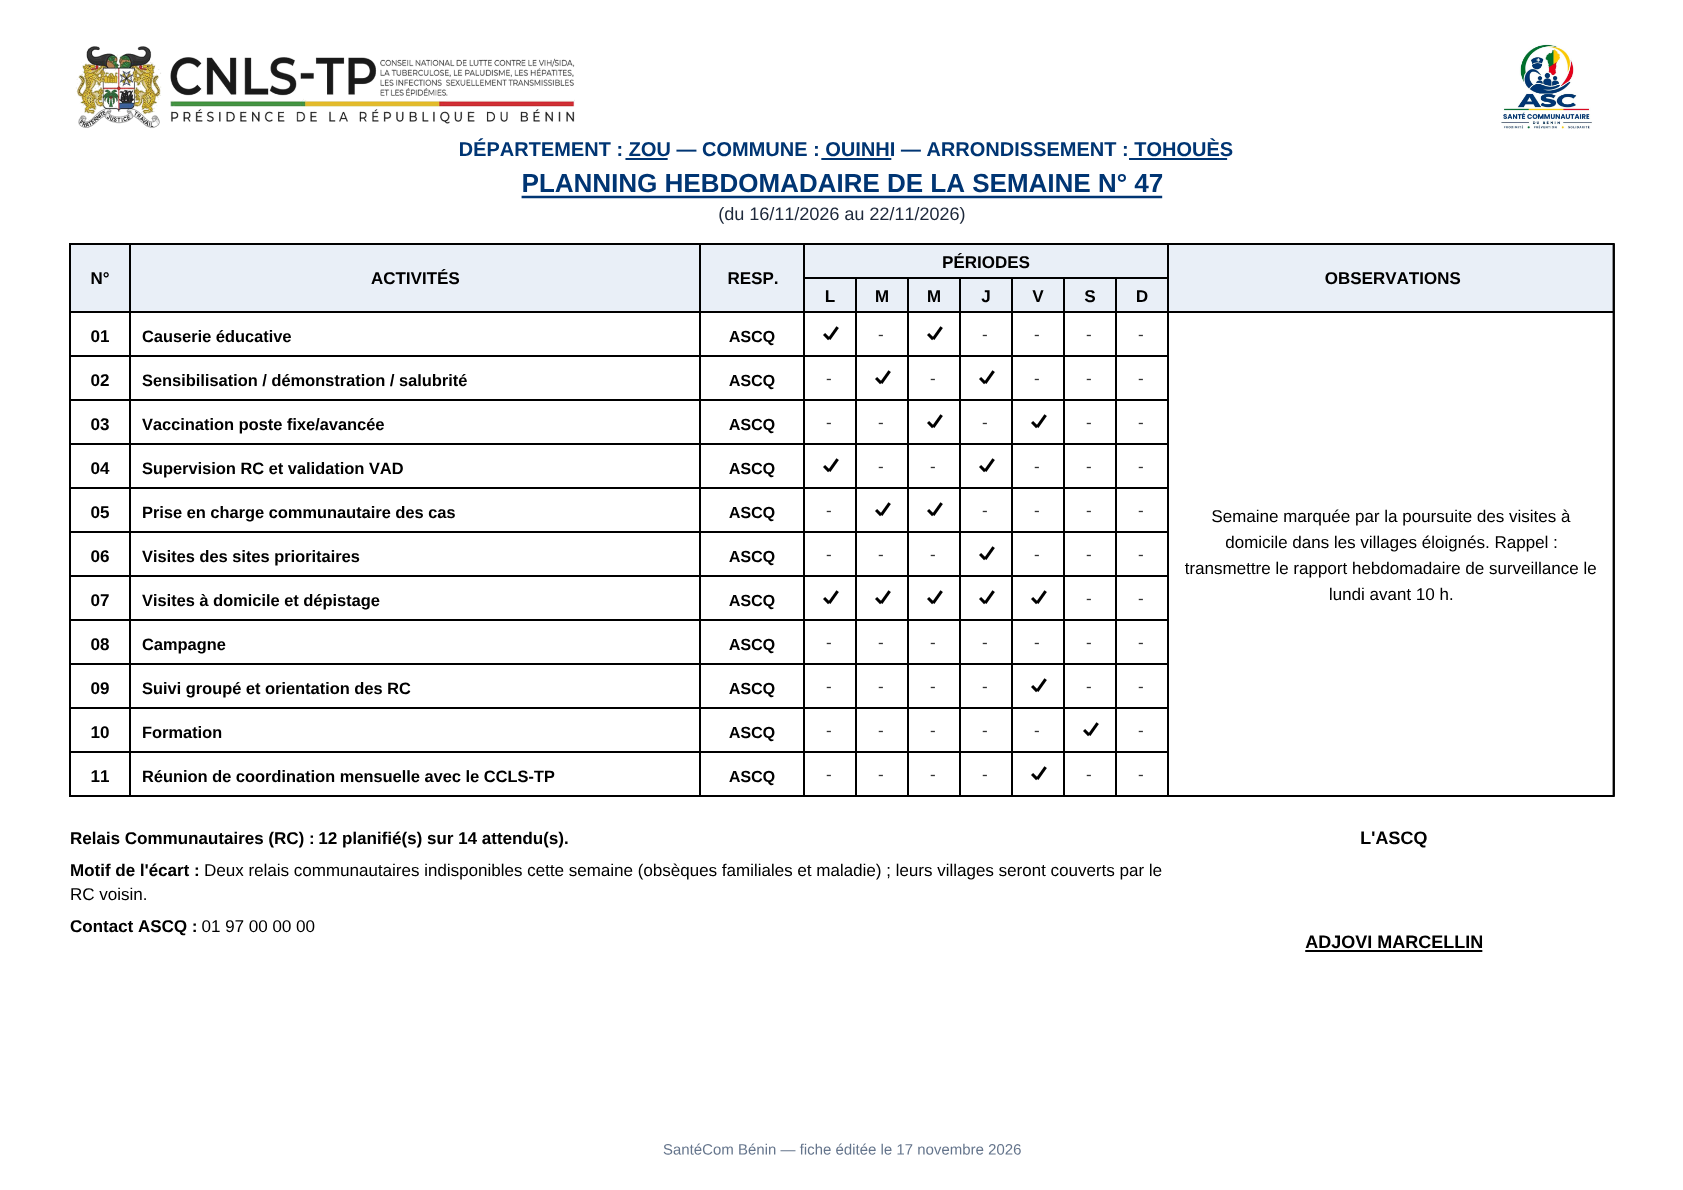 CNLS-TP
CONSEIL NATIONAL DE LUTTE CONTRE LE VIH/SIDA,
LA TUBERCULOSE, LE PALUDISME, LES HÉPATITES,
LES INFECTIONS SEXUELLEMENT TRANSMISSIBLES
ET LES ÉPIDÉMIES.
PRÉSIDENCE DE LA RÉPUBLIQUE DU BÉNIN
FRATERNITÉ JUSTICE TRAVAIL
ASC
SANTÉ COMMUNAUTAIRE
DU BÉNIN
PROXIMITÉ PRÉVENTION SOLIDARITÉ
DÉPARTEMENT : ZOU — COMMUNE : OUINHI — ARRONDISSEMENT : TOHOUÈS
PLANNING HEBDOMADAIRE DE LA SEMAINE N° 47
(du 16/11/2026 au 22/11/2026)
N° ACTIVITÉS RESP. PÉRIODES OBSERVATIONS
L M M J V S D
01 Causerie éducative ASCQ ✓ - ✓ - - - -
02 Sensibilisation / démonstration / salubrité ASCQ - ✓ - ✓ - - -
03 Vaccination poste fixe/avancée ASCQ - - ✓ - ✓ - -
04 Supervision RC et validation VAD ASCQ ✓ - - ✓ - - -
05 Prise en charge communautaire des cas ASCQ - ✓ ✓ - - - -
06 Visites des sites prioritaires ASCQ - - - ✓ - - -
07 Visites à domicile et dépistage ASCQ ✓ ✓ ✓ ✓ ✓ - -
08 Campagne ASCQ - - - - - - -
09 Suivi groupé et orientation des RC ASCQ - - - - ✓ - -
10 Formation ASCQ - - - - - ✓ -
11 Réunion de coordination mensuelle avec le CCLS-TP ASCQ - - - - ✓ - -
Semaine marquée par la poursuite des visites à
domicile dans les villages éloignés. Rappel :
transmettre le rapport hebdomadaire de surveillance le
lundi avant 10 h.
Relais Communautaires (RC) : 12 planifié(s) sur 14 attendu(s).
Motif de l'écart : Deux relais communautaires indisponibles cette semaine (obsèques familiales et maladie) ; leurs villages seront couverts par le
RC voisin.
Contact ASCQ : 01 97 00 00 00
L'ASCQ
ADJOVI MARCELLIN
SantéCom Bénin — fiche éditée le 17 novembre 2026